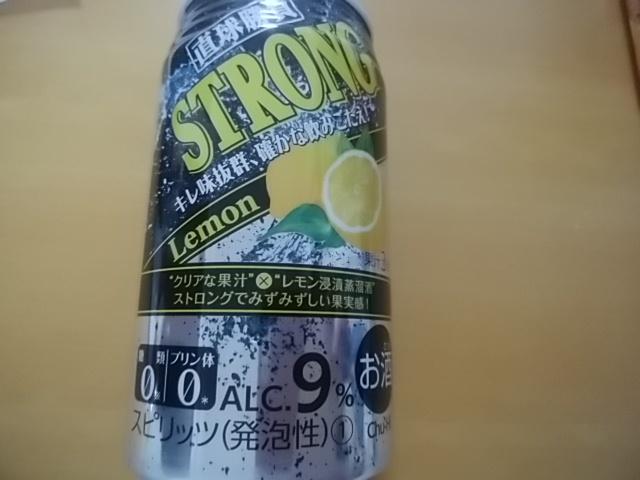 直球勝負
STRONG
キレ味抜群、確かな飲みごたえ
Lemon
"クリアな果汁"×"レモン浸漬蒸溜酒"
ストロングでみずみずしい果実感!
糖類 0※
プリン体 0※
ALC.9%
お酒
スピリッツ(発泡性)①